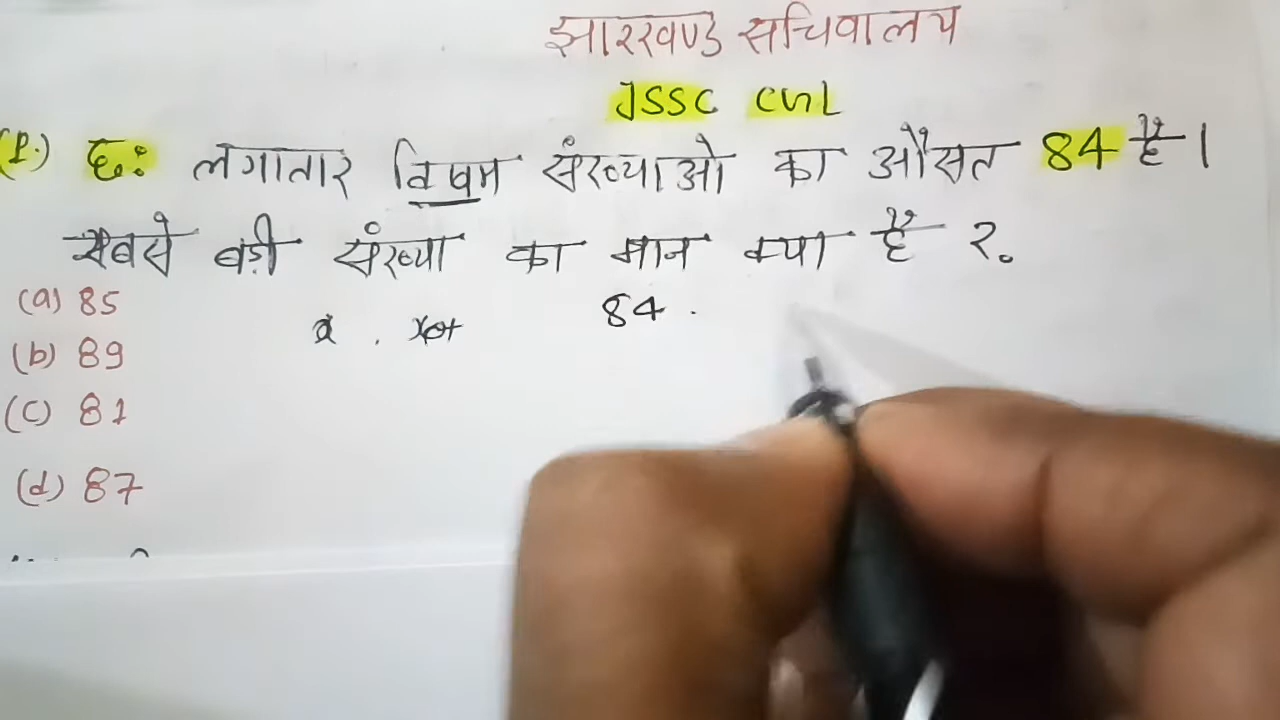 झारखण्ड सचिवालय
JSSC CGL
(1.) छः लगातार विषम संख्याओ का औसत 84 है।
सबसे बड़ी संख्या का मान क्या है ?.
(a) 85
(b) 89
(c) 81
(d) 87
x . 84 .